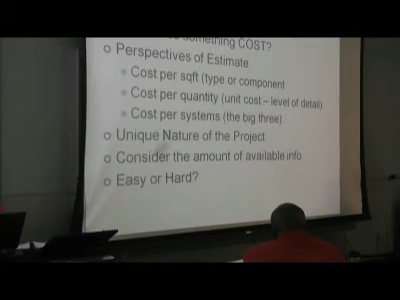 something COST?
o Perspectives of Estimate
• Cost per sqft (type or component
• Cost per quantity (unit cost – level of detail)
• Cost per systems (the big three)
o Unique Nature of the Project
o Consider the amount of available info
o Easy or Hard?